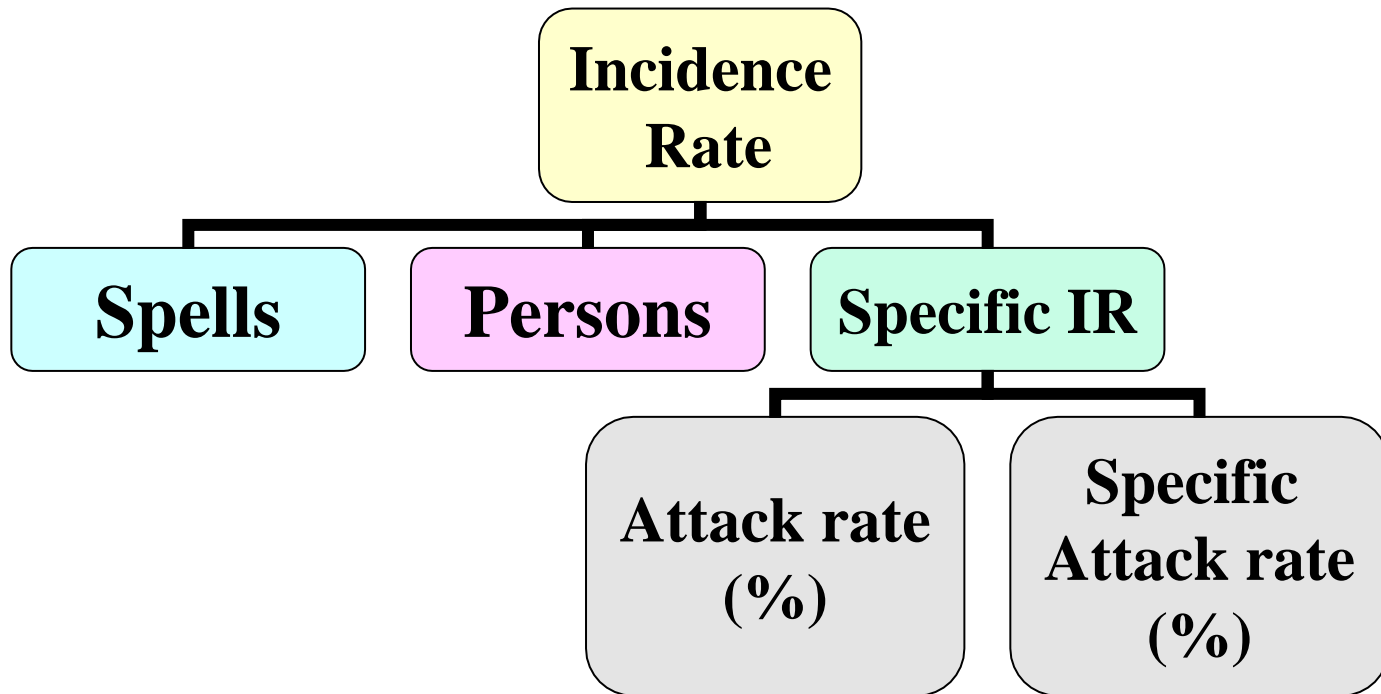 Incidence
Rate
Spells
Persons
Specific IR
Attack rate
(%)
Specific
Attack rate
(%)